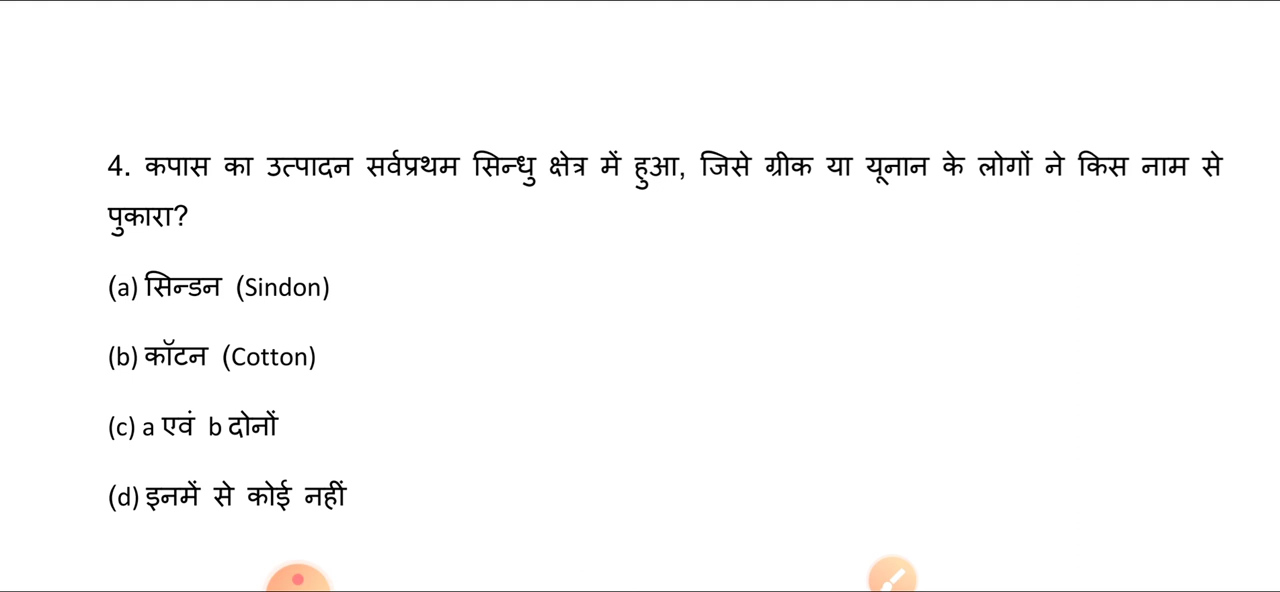 4. कपास का उत्पादन सर्वप्रथम सिन्धु क्षेत्र में हुआ, जिसे ग्रीक या यूनान के लोगों ने किस नाम से
पुकारा?
(a) सिन्डन (Sindon)
(b) कॉटन (Cotton)
(c) a एवं b दोनों
(d) इनमें से कोई नहीं